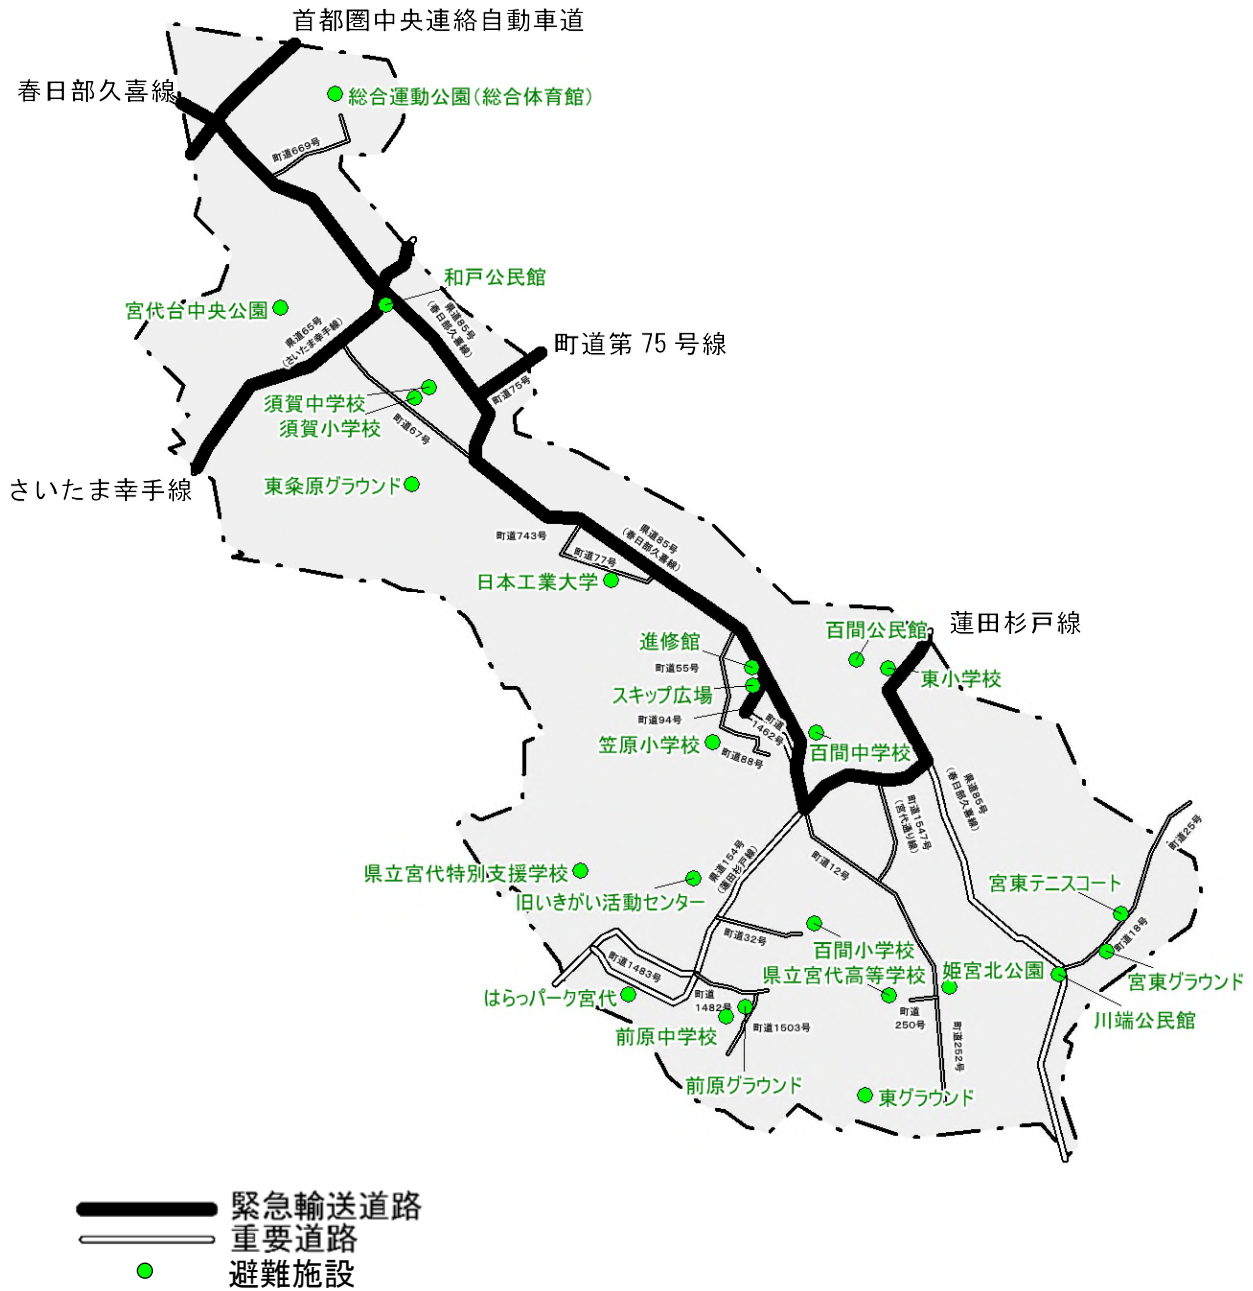 首都圏中央連絡自動車道
春日部久喜線
総合運動公園(総合体育館)
町道669号
和戸公民館
宮代台中央公園
県道65号
(さいたま幸手線)
県道85号
(春日部久喜線)
町道第75号線
町道75号
須賀中学校
須賀小学校
町道67号
さいたま幸手線
東粂原グラウンド
町道743号
町道77号
県道85号
(春日部久喜線)
日本工業大学
百間公民館
蓮田杉戸線
進修館
町道55号
東小学校
スキップ広場
町道94号
町道
1462号
笠原小学校
町道88号
百間中学校
県道85号
(春日部久喜線)
町道1547号
(宮代通り線)
町道25号
県道154号
(蓮田杉戸線)
町道12号
県立宮代特別支援学校
旧いきがい活動センター
宮東テニスコート
町道32号
百間小学校
町道18号
町道1483号
県立宮代高等学校
姫宮北公園
宮東グラウンド
はらっパーク宮代
町道
1482号
町道
250号
川端公民館
前原中学校
町道1503号
町道252号
前原グラウンド
東グラウンド
緊急輸送道路
重要道路
避難施設